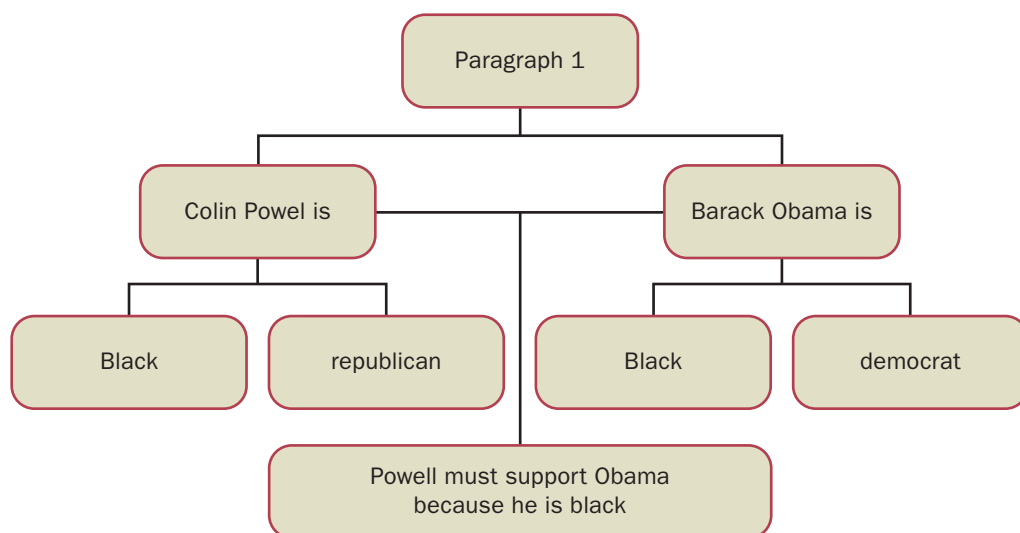 Paragraph 1
Colin Powel is
Barack Obama is
Black
republican
Black
democrat
Powell must support Obama
because he is black